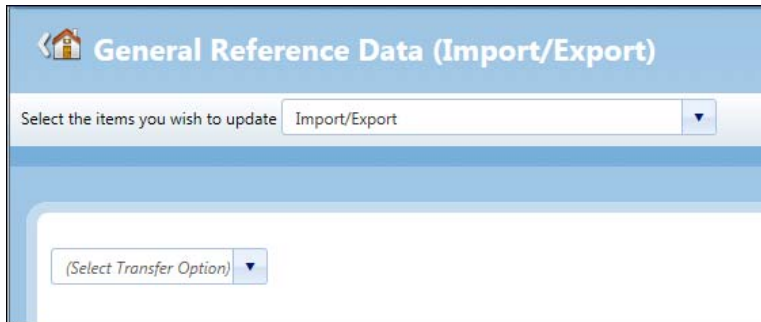 General Reference Data (Import/Export)
Select the items you wish to update Import/Export
(Select Transfer Option)